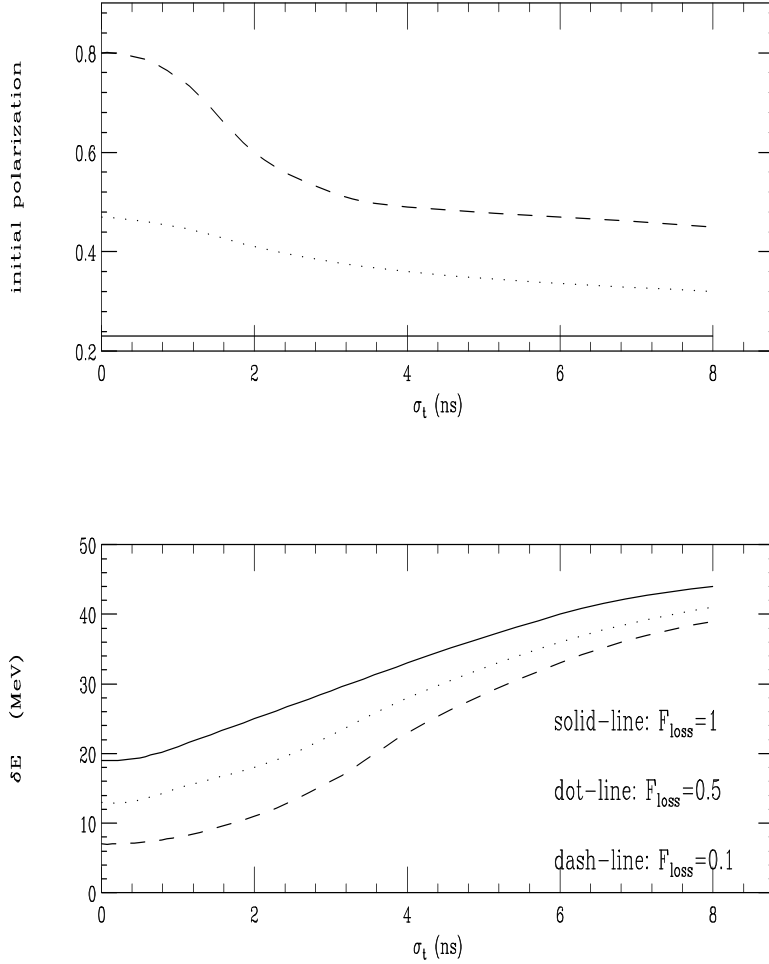 initial polarization
0.8
0.6
0.4
0.2
0 2 4 6 8
σt (ns)
δE (MeV)
50
40
30
20
10
0
solid-line: Floss=1
dot-line: Floss=0.5
dash-line: Floss=0.1
0 2 4 6 8
σt (ns)